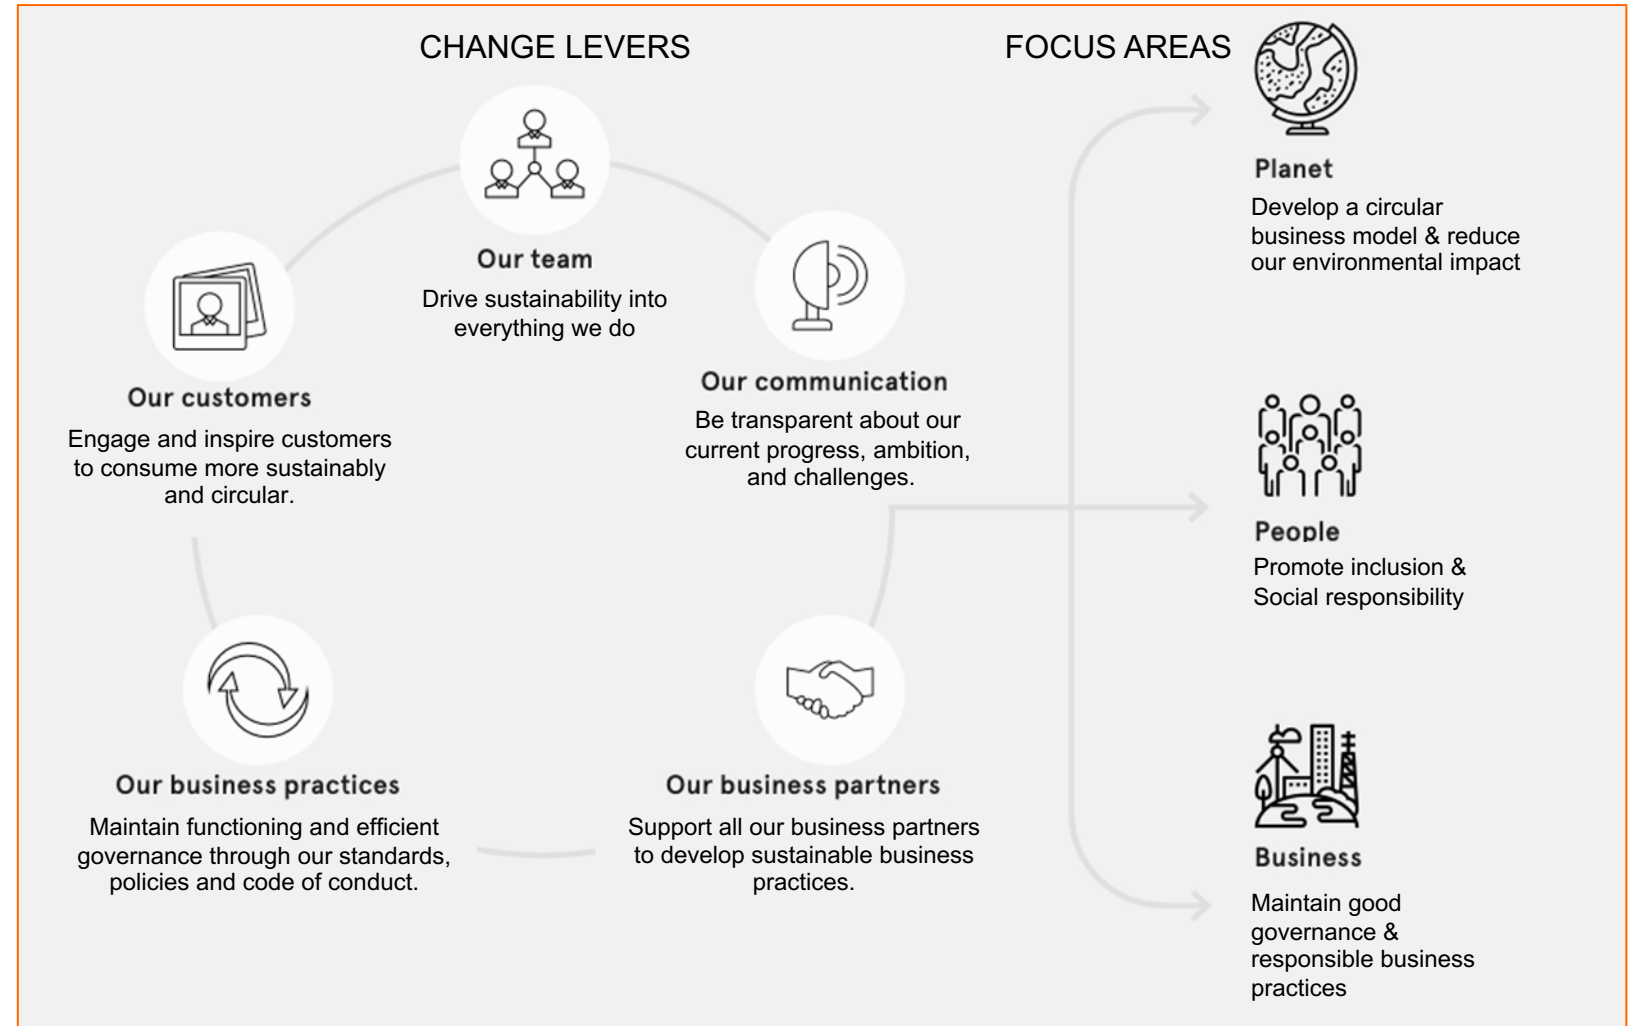 CHANGE LEVERS
Our team
Drive sustainability into
everything we do
Our customers
Engage and inspire customers
to consume more sustainably
and circular.
Our communication
Be transparent about our
current progress, ambition,
and challenges.
Our business practices
Maintain functioning and efficient
governance through our standards,
policies and code of conduct.
Our business partners
Support all our business partners
to develop sustainable business
practices.
FOCUS AREAS
Planet
Develop a circular
business model & reduce
our environmental impact
People
Promote inclusion &
Social responsibility
Business
Maintain good
governance &
responsible business
practices